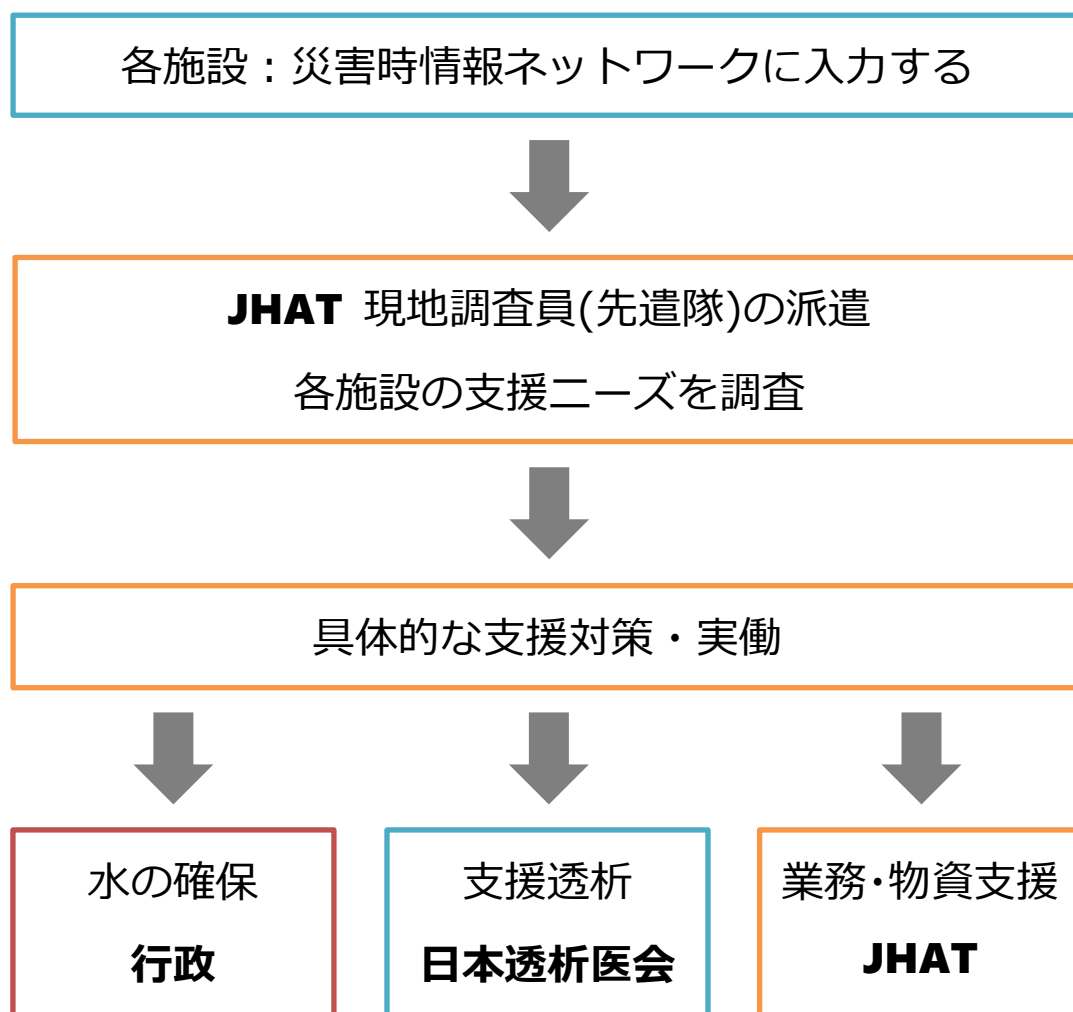 各施設：災害時情報ネットワークに入力する
JHAT 現地調査員(先遣隊)の派遣
各施設の支援ニーズを調査
具体的な支援対策・実働
水の確保
行政
支援透析
日本透析医会
業務・物資支援
JHAT